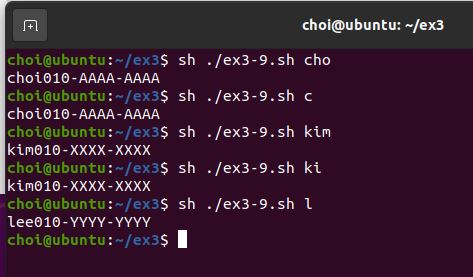 choi@ubuntu: ~/ex3
choi@ubuntu:~/ex3$ sh ./ex3-9.sh cho
choi010-AAAA-AAAA
choi@ubuntu:~/ex3$ sh ./ex3-9.sh c
choi010-AAAA-AAAA
choi@ubuntu:~/ex3$ sh ./ex3-9.sh kim
kim010-XXXX-XXXX
choi@ubuntu:~/ex3$ sh ./ex3-9.sh ki
kim010-XXXX-XXXX
choi@ubuntu:~/ex3$ sh ./ex3-9.sh l
lee010-YYYY-YYYY
choi@ubuntu:~/ex3$